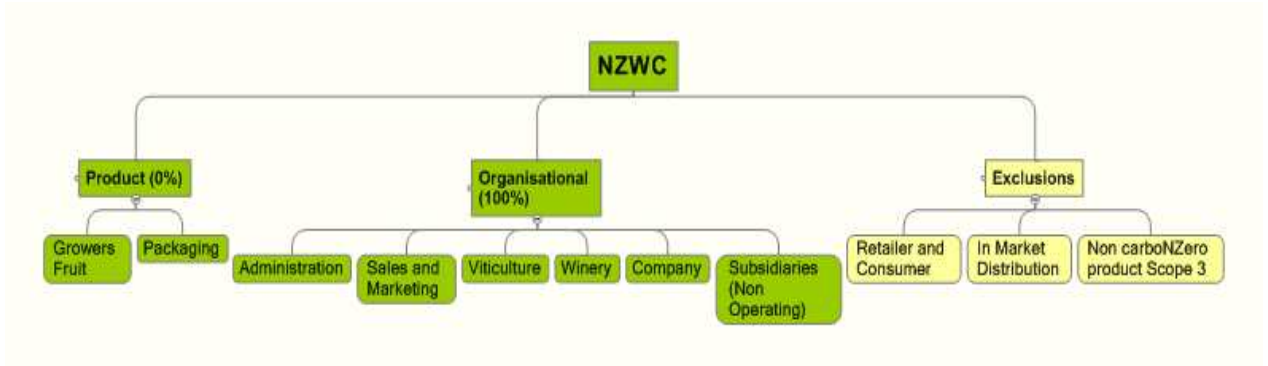 NZWC
Product (0%)
Organisational
(100%)
Exclusions
Growers
Fruit
Packaging
Administration
Sales and
Marketing
Viticulture
Winery
Company
Subsidiaries
(Non
Operating)
Retailer and
Consumer
In Market
Distribution
Non carboNZero
product Scope 3